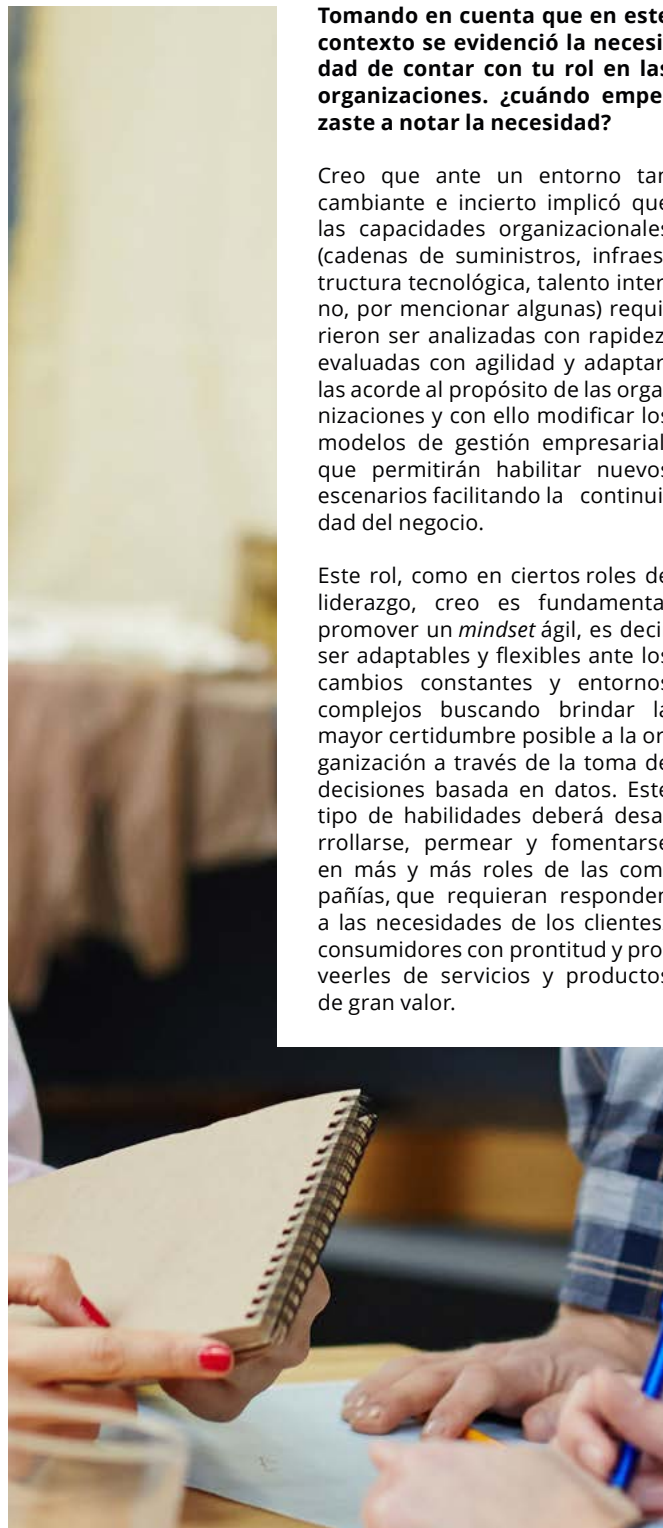 Tomando en cuenta que en este
contexto se evidenció la necesi
dad de contar con tu rol en las
organizaciones. ¿cuándo empe
zaste a notar la necesidad?
Creo que ante un entorno tan
cambiante e incierto implicó que
las capacidades organizacionales
(cadenas de suministros, infraes
tructura tecnológica, talento inter
no, por mencionar algunas) requi
rieron ser analizadas con rapidez
evaluadas con agilidad y adaptar
las acorde al propósito de las orga
nizaciones y con ello modificar los
modelos de gestión empresarial
que permitirán habilitar nuevos
escenarios facilitando la continui
dad del negocio.
Este rol, como en ciertos roles de
liderazgo, creo es fundamental
promover un mindset ágil, es deci
ser adaptables y flexibles ante los
cambios constantes y entornos
complejos buscando brindar la
mayor certidumbre posible a la or
ganización a través de la toma de
decisiones basada en datos. Este
tipo de habilidades deberá desa
rrollarse, permear y fomentarse
en más y más roles de las com
pañías, que requieran responder
a las necesidades de los clientes
consumidores con prontitud y pro
veerles de servicios y productos
de gran valor.